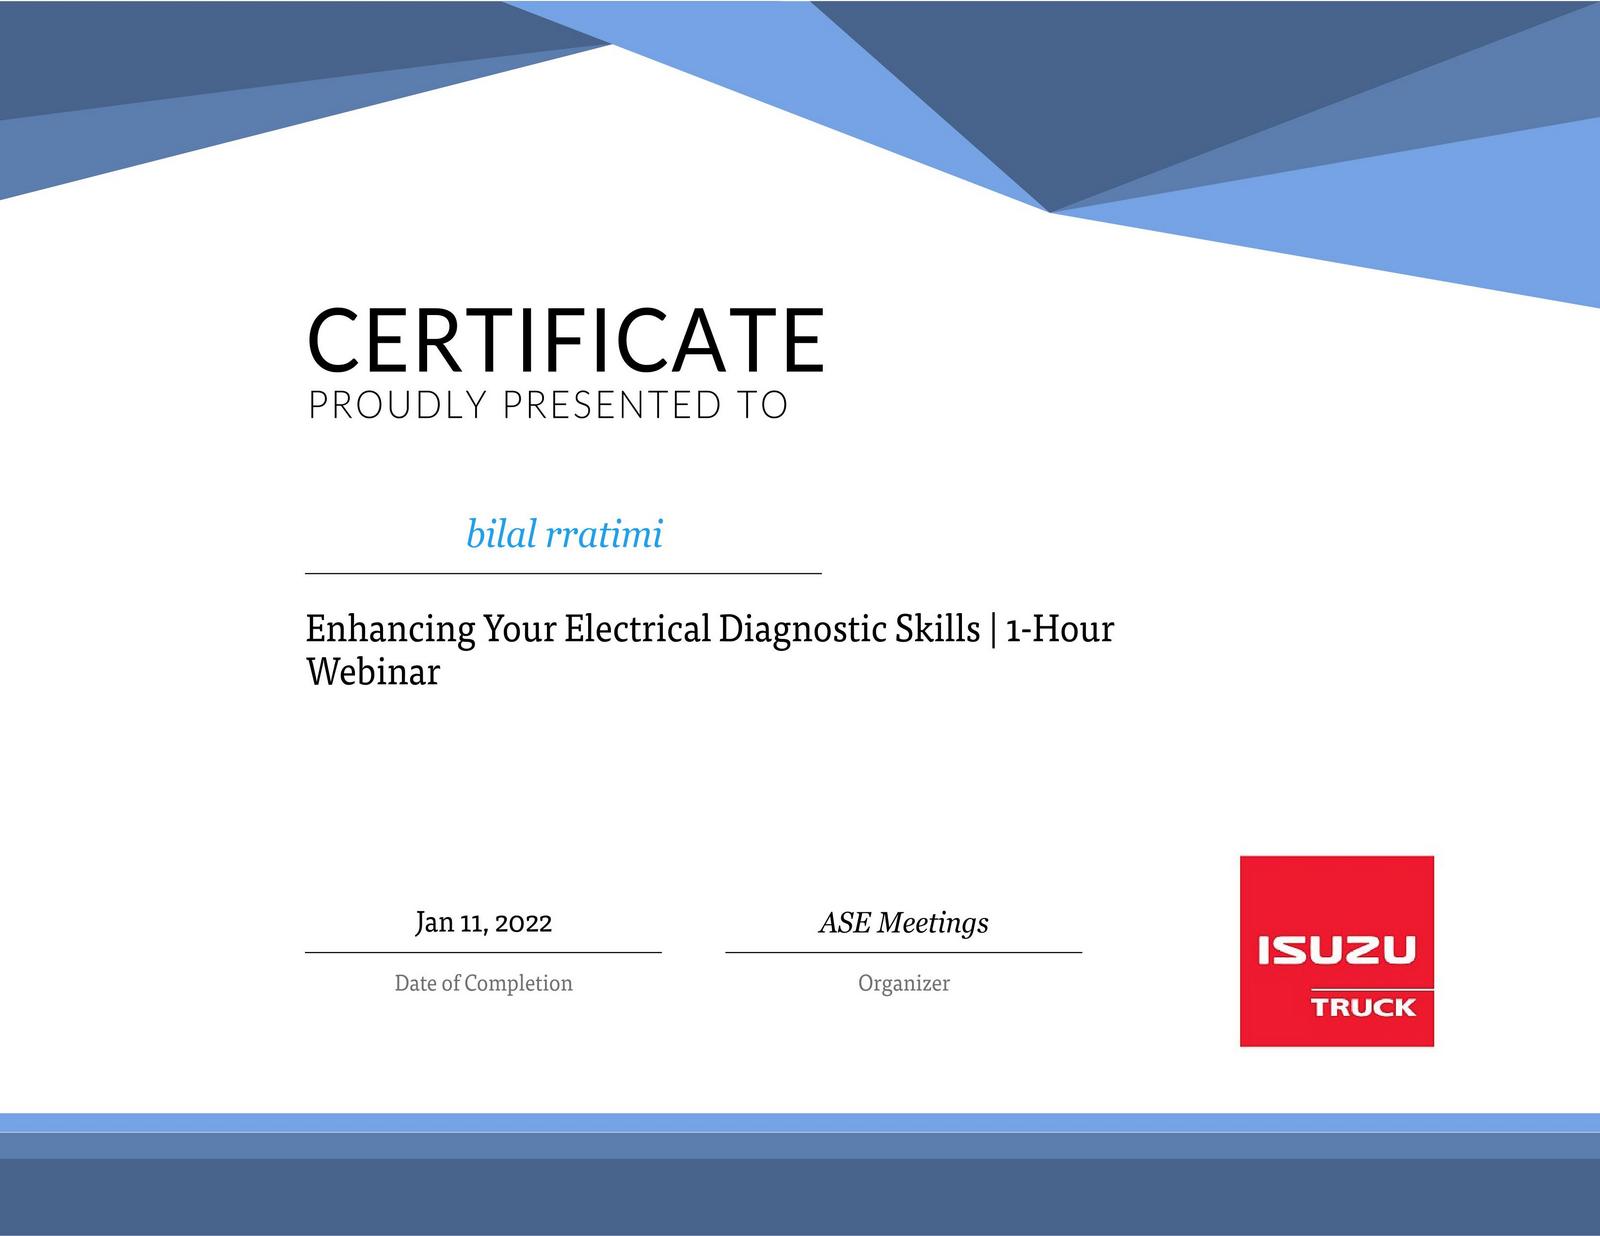 CERTIFICATE
PROUDLY PRESENTED TO
bilal rratimi
Enhancing Your Electrical Diagnostic Skills | 1-Hour
Webinar
Jan 11, 2022
Date of Completion
ASE Meetings
Organizer
ISUZU
TRUCK